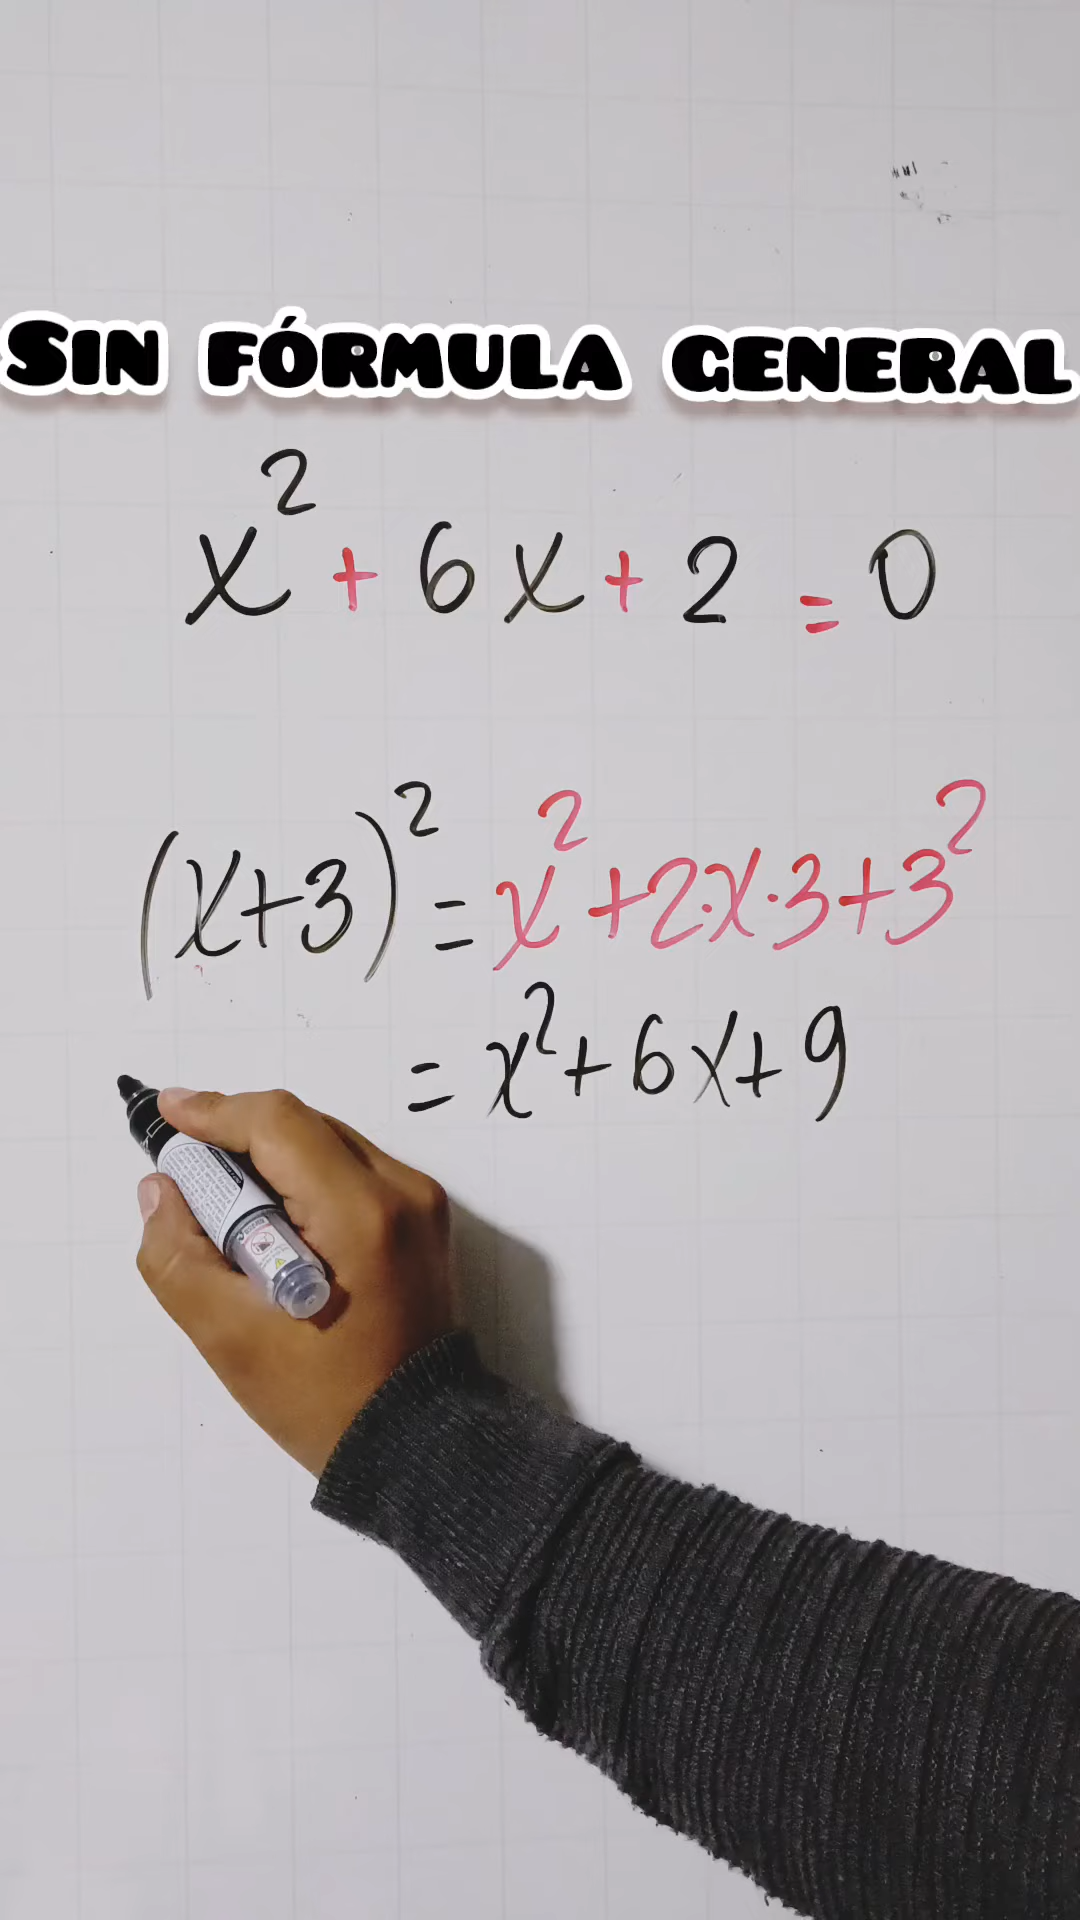 SIN FÓRMULA GENERAL
x² + 6x + 2 = 0
(x+3)² = x² + 2·x·3 + 3²
= x² + 6x + 9